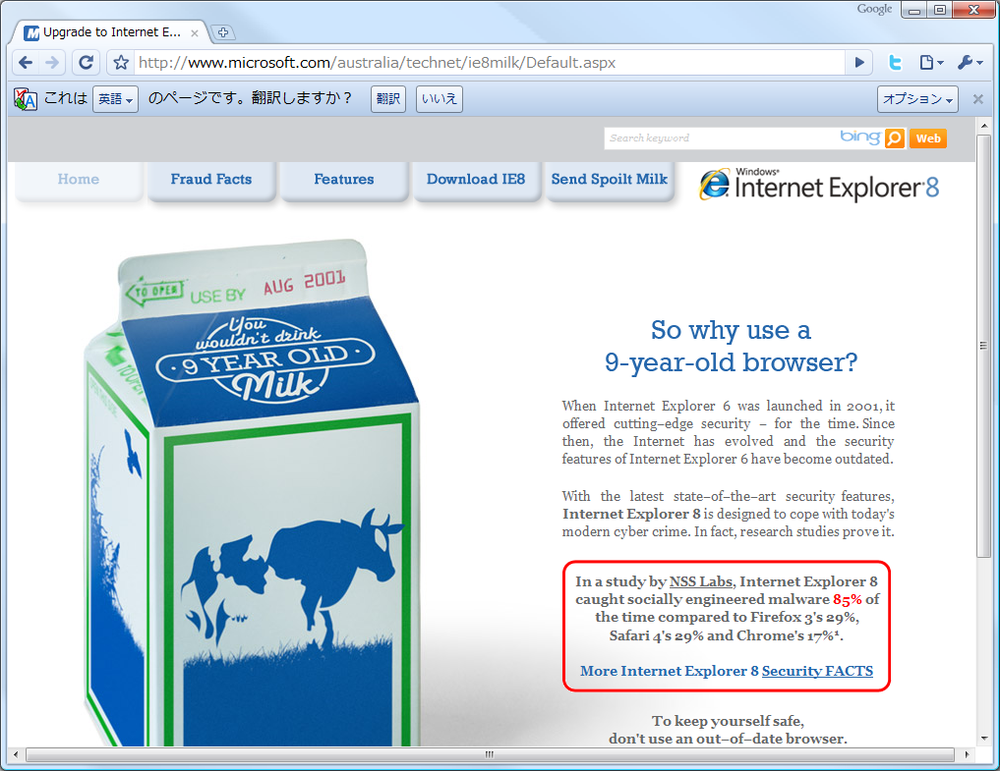 Google
Upgrade to Internet E...
http://www.microsoft.com/australia/technet/ie8milk/Default.aspx
これは 英語 のページです。翻訳しますか？ 翻訳 いいえ オプション
Search keyword bing Web
Home Fraud Facts Features Download IE8 Send Spoilt Milk
Windows®
Internet Explorer 8
TO OPEN USE BY AUG 2001
You
wouldn't drink
9 YEAR OLD
Milk
So why use a
9-year-old browser?
When Internet Explorer 6 was launched in 2001, it
offered cutting-edge security – for the time. Since
then, the Internet has evolved and the security
features of Internet Explorer 6 have become outdated.
With the latest state-of-the-art security features,
Internet Explorer 8 is designed to cope with today's
modern cyber crime. In fact, research studies prove it.
In a study by NSS Labs, Internet Explorer 8
caught socially engineered malware 85% of
the time compared to Firefox 3's 29%,
Safari 4's 29% and Chrome's 17%¹.
More Internet Explorer 8 Security FACTS
To keep yourself safe,
don't use an out-of-date browser.